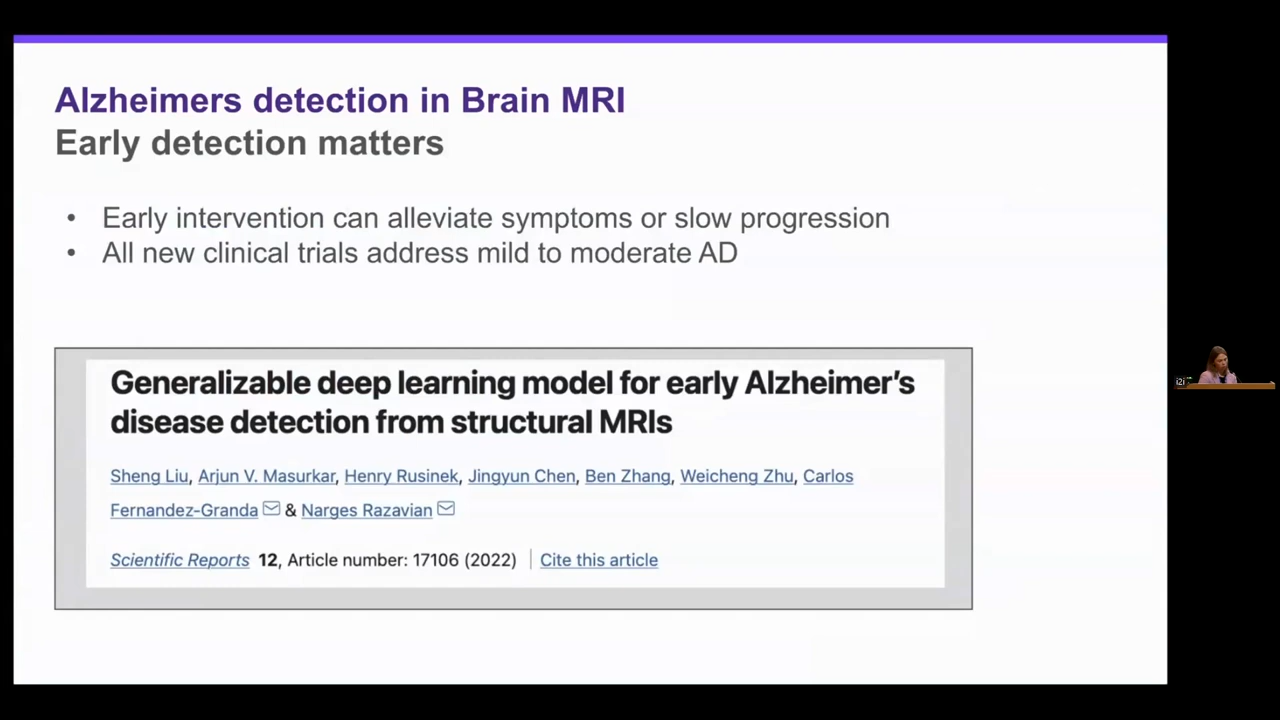 Alzheimers detection in Brain MRI
Early detection matters
• Early intervention can alleviate symptoms or slow progression
• All new clinical trials address mild to moderate AD
Generalizable deep learning model for early Alzheimer's
disease detection from structural MRIs
Sheng Liu, Arjun V. Masurkar, Henry Rusinek, Jingyun Chen, Ben Zhang, Weicheng Zhu, Carlos
Fernandez-Granda & Narges Razavian
Scientific Reports 12, Article number: 17106 (2022) | Cite this article
i2i